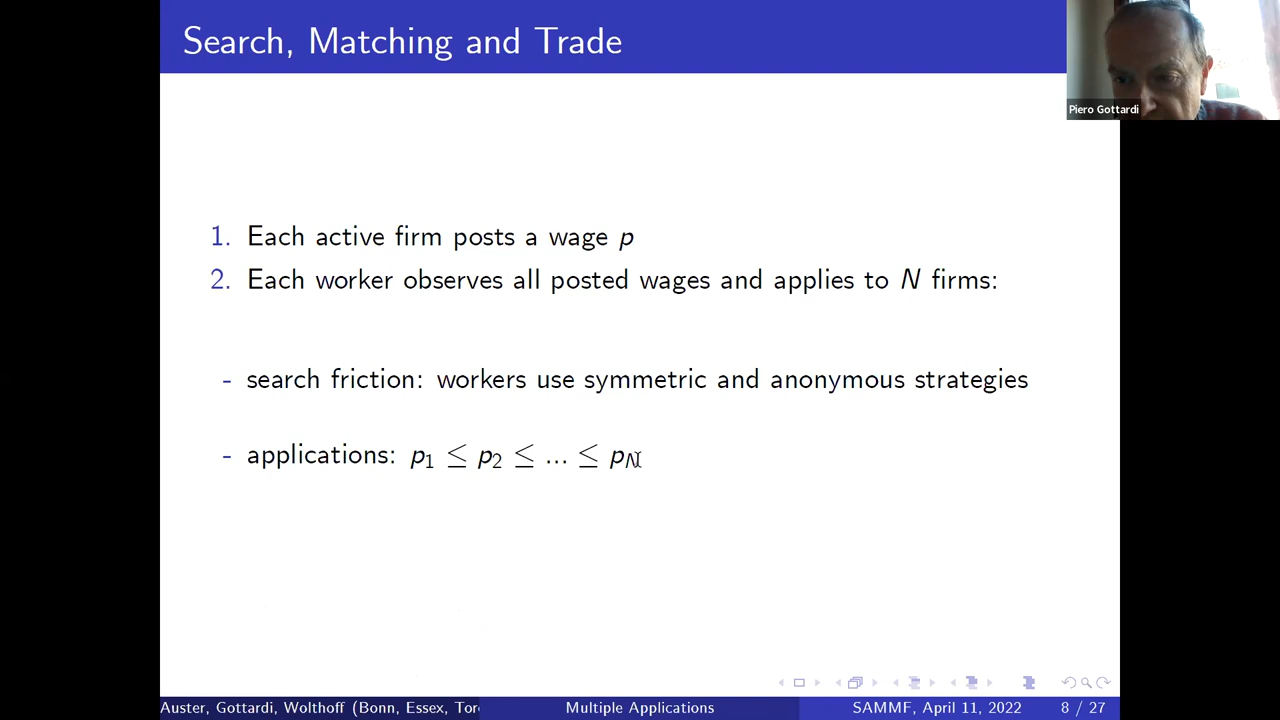 Search, Matching and Trade
Piero Gottardi
1. Each active firm posts a wage p
2. Each worker observes all posted wages and applies to N firms:
- search friction: workers use symmetric and anonymous strategies
- applications: p₁ ≤ p₂ ≤ ... ≤ p_N
Auster, Gottardi, Wolthoff (Bonn, Essex, Toro
Multiple Applications
SAMMF, April 11, 2022
8 / 27